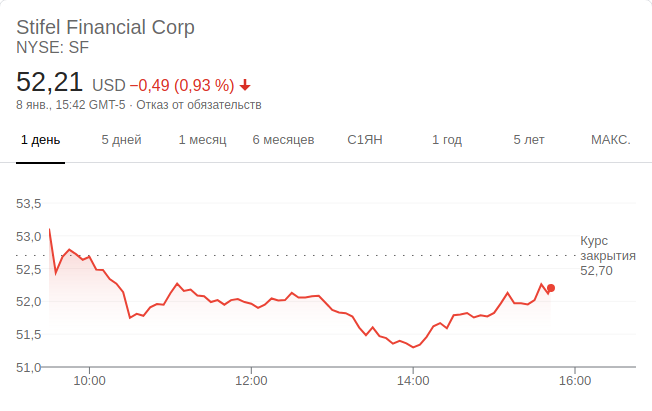 Stifel Financial Corp
NYSE: SF
52,21 USD −0,49 (0,93 %)
8 янв., 15:42 GMT-5 · Отказ от обязательств
1 день 5 дней 1 месяц 6 месяцев С1ЯН 1 год 5 лет МАКС.
53,5
53,0
52,5
52,0
51,5
51,0
Курс
закрытия
52,70
10:00 12:00 14:00 16:00